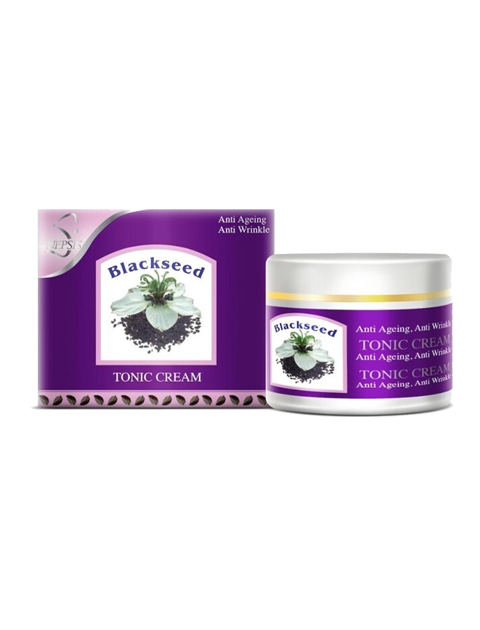 Anti Ageing
Anti Wrinkle
Blackseed
TONIC CREAM
Blackseed
Anti Ageing, Anti Wrinkle
TONIC CREAM
Anti Ageing, Anti Wrinkle
TONIC CREAM
Anti Ageing, Anti Wrinkle